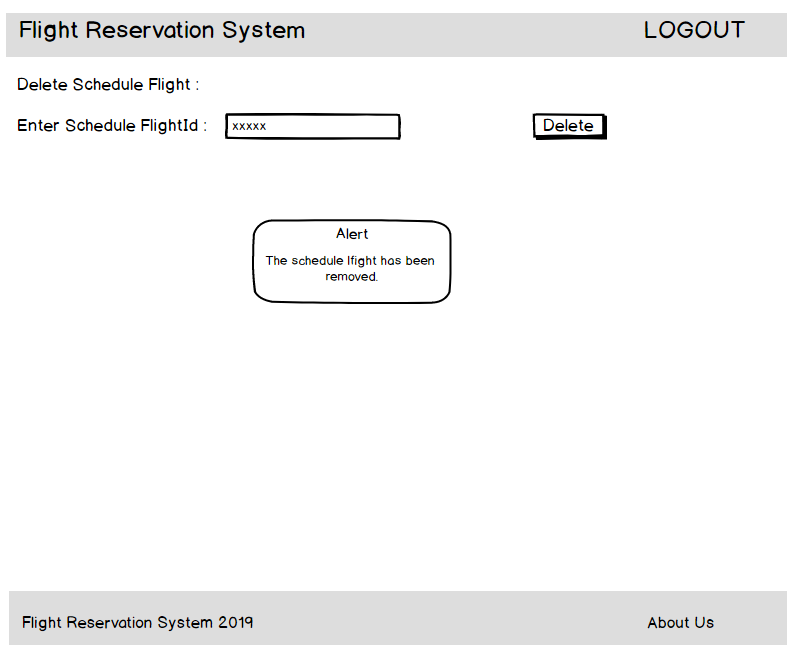 Flight Reservation System LOGOUT
Delete Schedule Flight :
Enter Schedule FlightId : xxxxx Delete
Alert
The schedule lfight has been
removed.
Flight Reservation System 2019 About Us